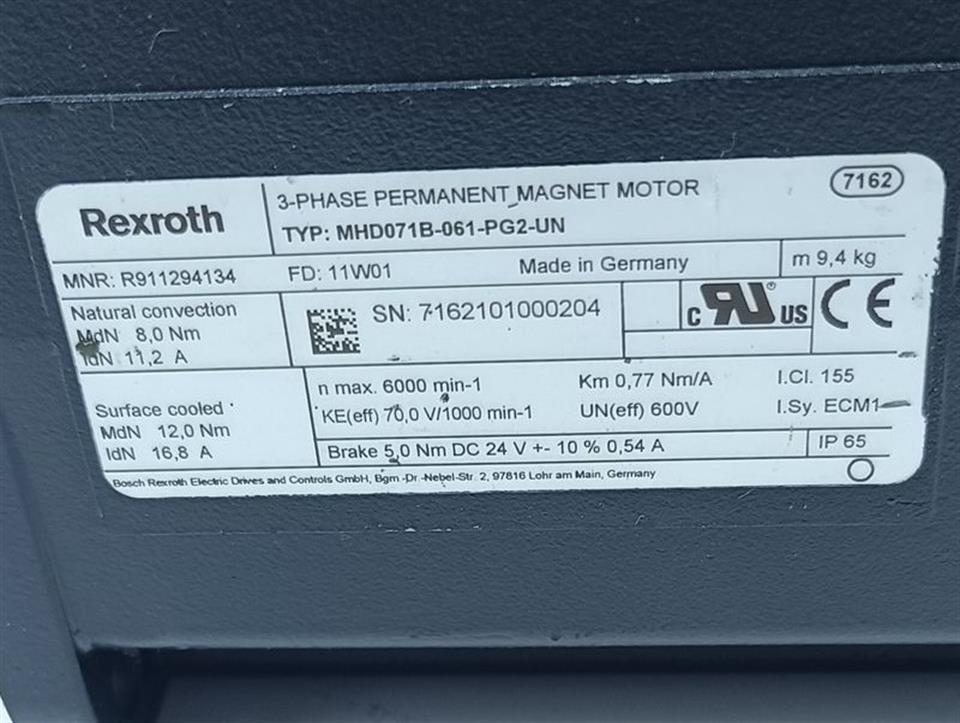 Rexroth
3-PHASE PERMANENT MAGNET MOTOR
7162
TYP: MHD071B-061-PG2-UN
MNR: R911294134
FD: 11W01
Made in Germany
m 9,4 kg
Natural convection
MdN 8,0 Nm
IdN 11,2 A
SN: 7162101000204
c RU US
CE
Surface cooled
MdN 12,0 Nm
IdN 16,8 A
n max. 6000 min-1
Km 0,77 Nm/A
I.Cl. 155
KE(eff) 70,0 V/1000 min-1
UN(eff) 600V
I.Sy. ECM1
Brake 5,0 Nm DC 24 V +- 10 % 0,54 A
IP 65
Bosch Rexroth Electric Drives and Controls GmbH, Bgm.-Dr.-Nebel-Str. 2, 97816 Lohr am Main, Germany